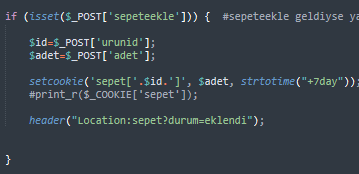 if (isset($_POST['sepeteekle'])) {  #sepeteekle geldiyse
$id=$_POST['urunid'];
$adet=$_POST['adet'];
setcookie('sepet['.$id.']', $adet, strtotime("+7day"));
#print_r($_COOKIE['sepet']);
header("Location:sepet?durum=eklendi");
}